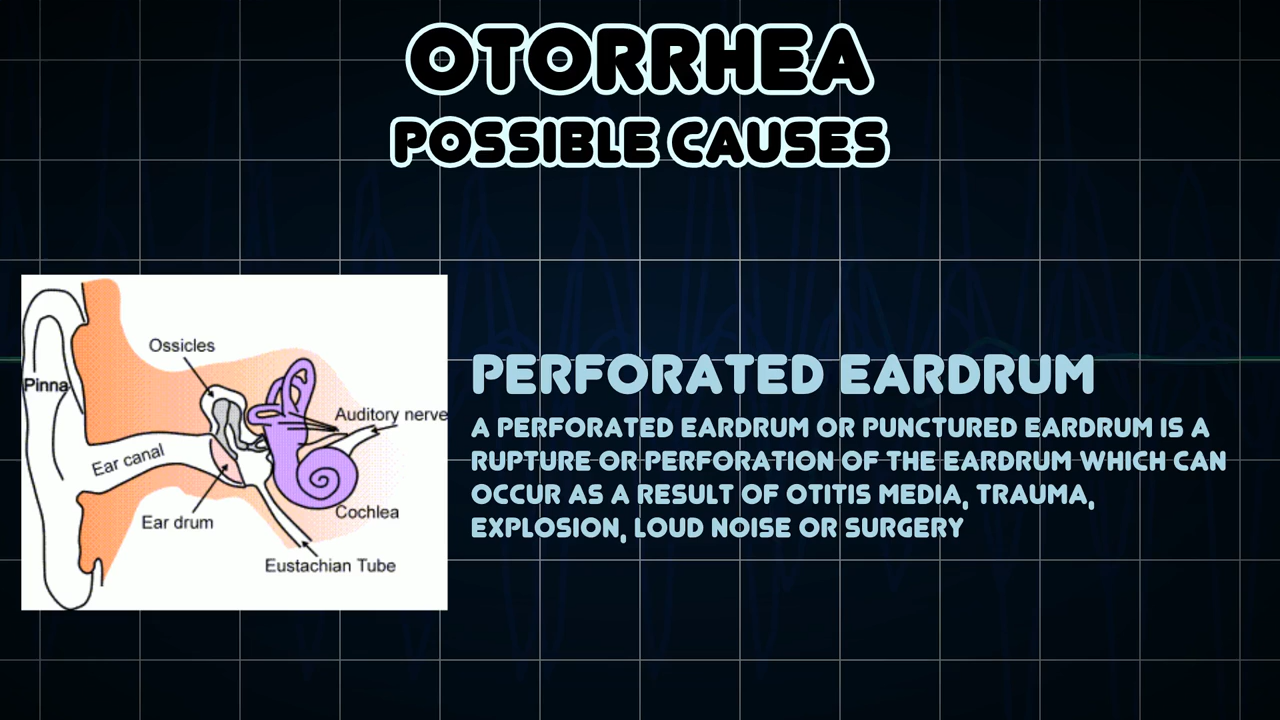 OTORRHEA
POSSIBLE CAUSES
Ossicles
Pinna
Auditory nerve
Ear canal
Ear drum
Cochlea
Eustachian Tube
PERFORATED EARDRUM
A PERFORATED EARDRUM OR PUNCTURED EARDRUM IS A
RUPTURE OR PERFORATION OF THE EARDRUM WHICH CAN
OCCUR AS A RESULT OF OTITIS MEDIA, TRAUMA,
EXPLOSION, LOUD NOISE OR SURGERY